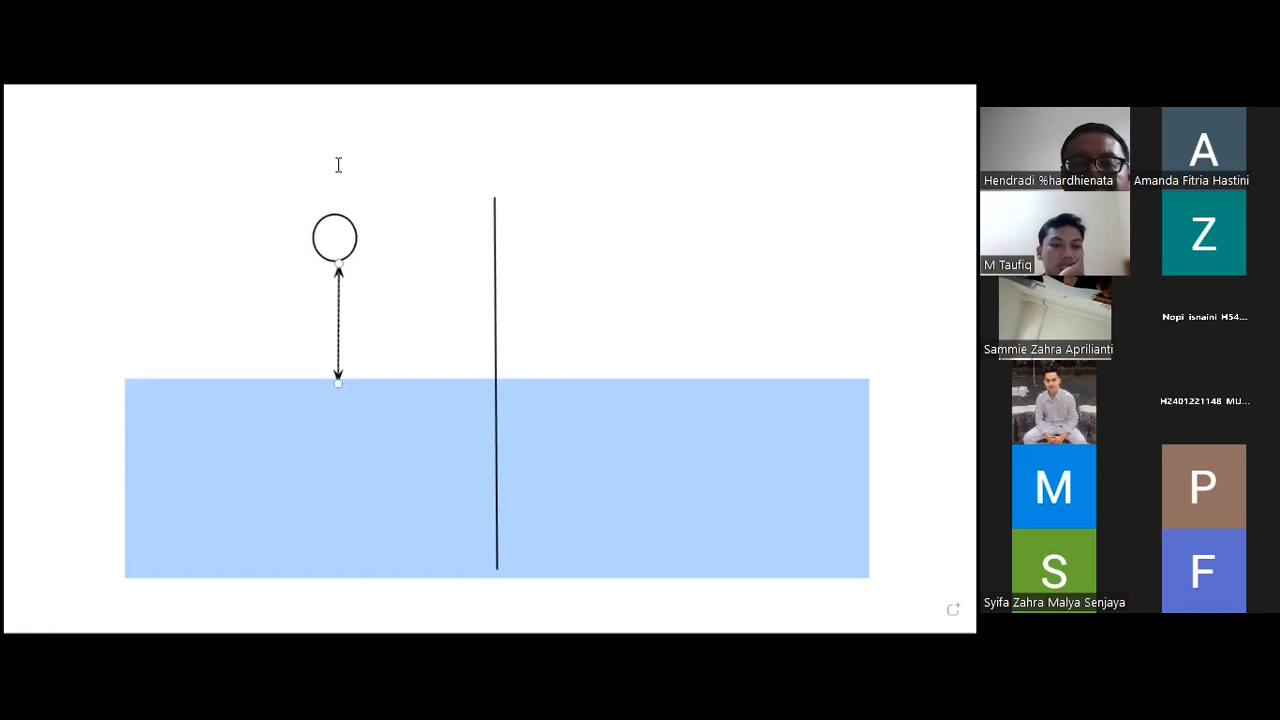 Hendradi %hardhienata
A
Amanda Fitria Hastini
M Taufiq
Z
Sammie Zahra Aprilianti
Nopi isnaini H54...
H2401221148 MU...
M
P
S
Syifa Zahra Malya Senjaya
F